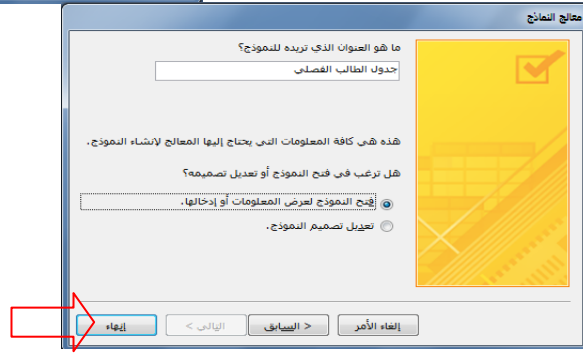 معالج النماذج
ما هو العنوان الذي تريده للنموذج؟
جدول الطالب الفصلي
هذه هي كافة المعلومات التي يحتاج إليها المعالج لإنشاء النموذج.
هل ترغب في فتح النموذج أو تعديل تصميمه؟
فتح النموذج لعرض المعلومات أو إدخالها.
تعديل تصميم النموذج.
إلغاء الأمر
< السابق
التالي >
إنهاء